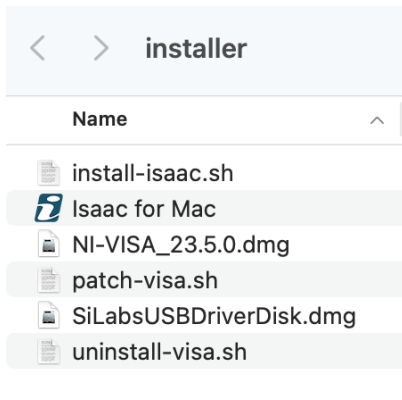 installer
Name
install-isaac.sh
Isaac for Mac
NI-VISA_23.5.0.dmg
patch-visa.sh
SiLabsUSBDriverDisk.dmg
uninstall-visa.sh